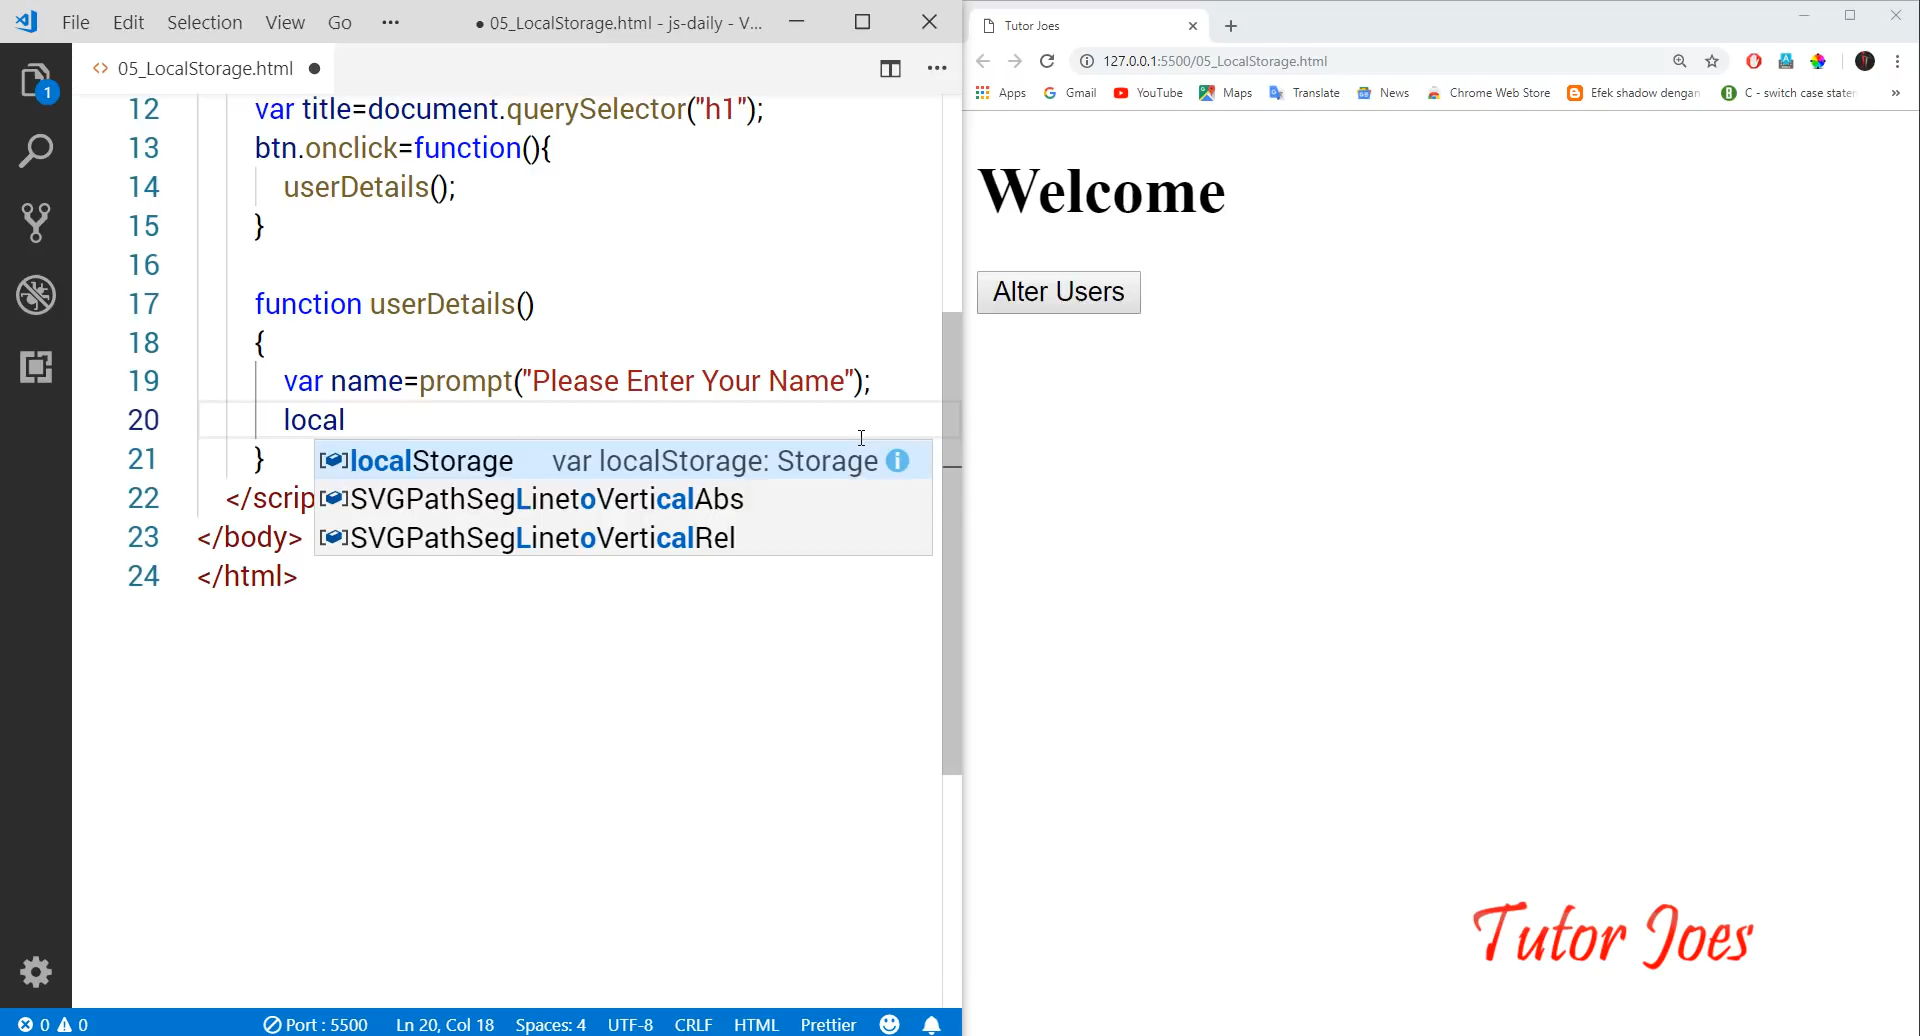 File Edit Selection View Go ••• ● 05_LocalStorage.html - js-daily - V...
<> 05_LocalStorage.html ●
12 var title=document.querySelector("h1");
13 btn.onclick=function(){
14 userDetails();
15 }
16
17 function userDetails()
18 {
19 var name=prompt("Please Enter Your Name");
20 local
21 }
localStorage var localStorage: Storage
22 </scrip
SVGPathSegLinetoVerticalAbs
23 </body>
SVGPathSegLinetoVerticalRel
24 </html>
1
0 0 Port : 5500 Ln 20, Col 18 Spaces: 4 UTF-8 CRLF HTML Prettier
Tutor Joes
127.0.0.1:5500/05_LocalStorage.html
Apps Gmail YouTube Maps Translate News Chrome Web Store Efek shadow dengan C - switch case stater »
Welcome
Alter Users
Tutor Joes